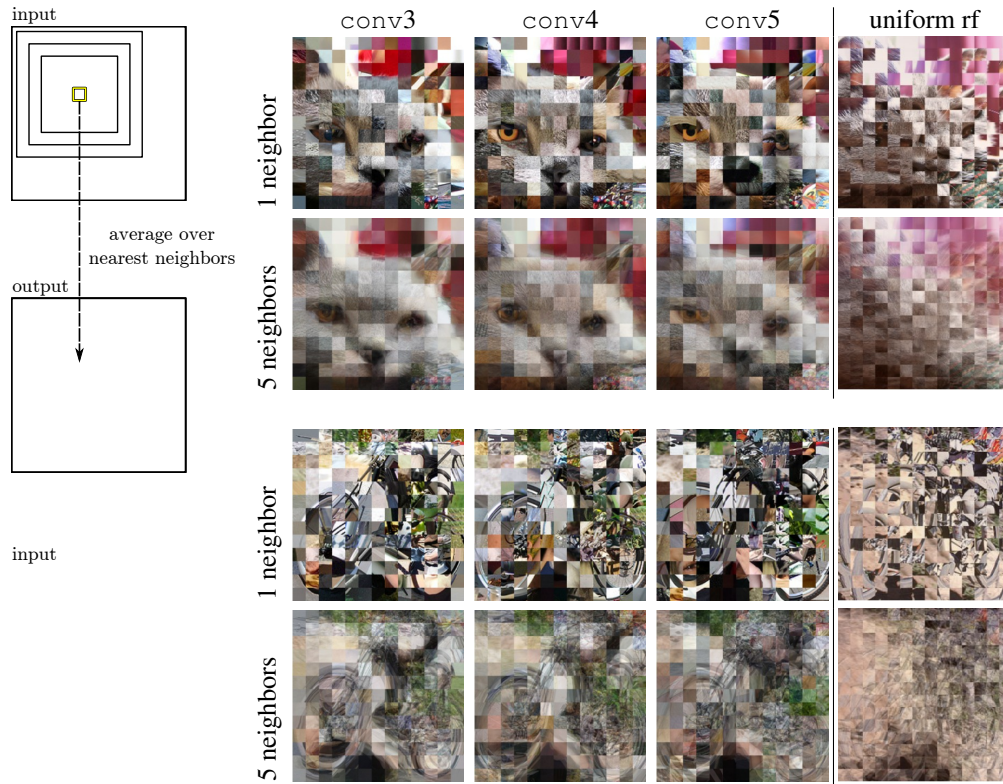 input
conv3
conv4
conv5
uniform rf
1 neighbor
average over
nearest neighbors
5 neighbors
output
1 neighbor
input
5 neighbors